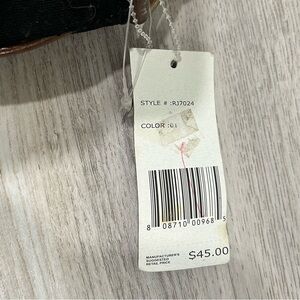 STYLE # :RJ7024
COLOR :01
8 08710 00968 5
MANUFACTURER'S
SUGGESTED
RETAIL PRICE
$45.00